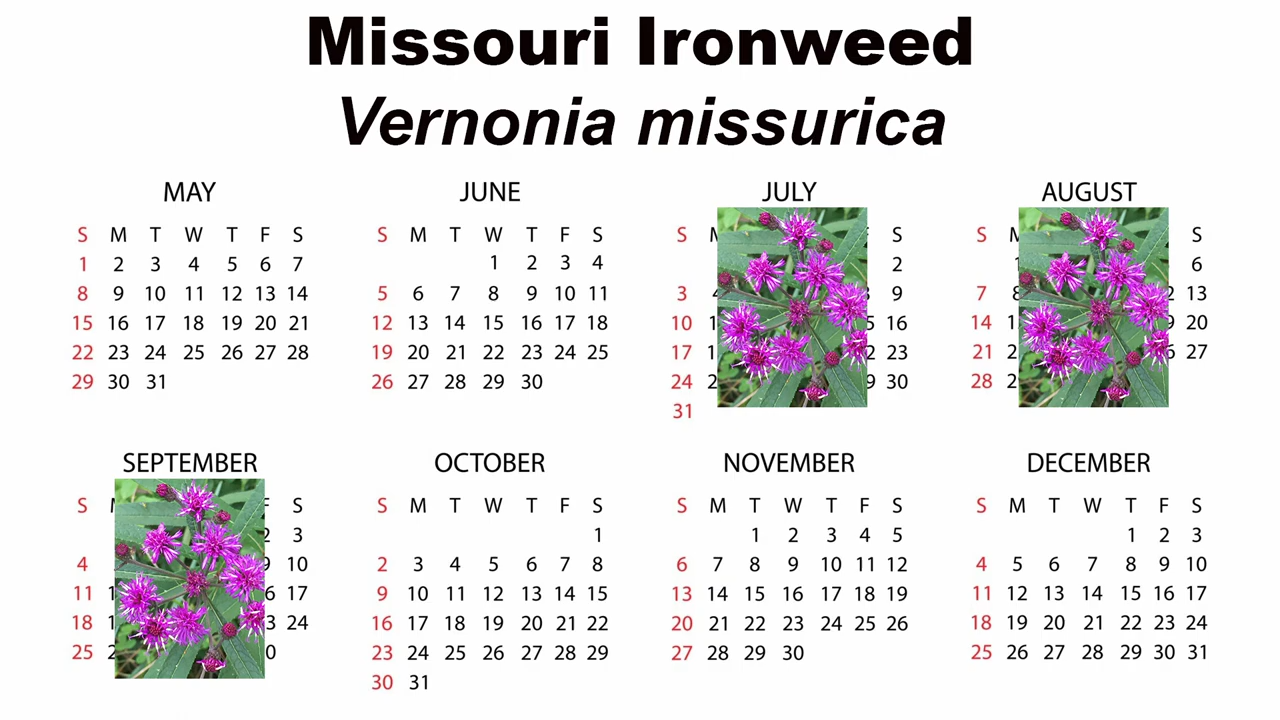 Missouri Ironweed
Vernonia missurica
MAY JUNE JULY AUGUST
S M T W T F S S M T W T F S S S S S
1 2 3 4 5 6 7 1 2 3 4 2 6
8 9 10 11 12 13 14 5 6 7 8 9 10 11 3 9 7 13
15 16 17 18 19 20 21 12 13 14 15 16 17 18 10 16 14 20
22 23 24 25 26 27 28 19 20 21 22 23 24 25 17 23 21 27
29 30 31 26 27 28 29 30 24 30 28
31
SEPTEMBER OCTOBER NOVEMBER DECEMBER
S S S M T W T F S S M T W T F S S M T W T F S
3 1 1 2 3 4 5 1 2 3
4 10 2 3 4 5 6 7 8 6 7 8 9 10 11 12 4 5 6 7 8 9 10
11 17 9 10 11 12 13 14 15 13 14 15 16 17 18 19 11 12 13 14 15 16 17
18 24 16 17 18 19 20 21 22 20 21 22 23 24 25 26 18 19 20 21 22 23 24
25 23 24 25 26 27 28 29 27 28 29 30 25 26 27 28 29 30 31
30 31